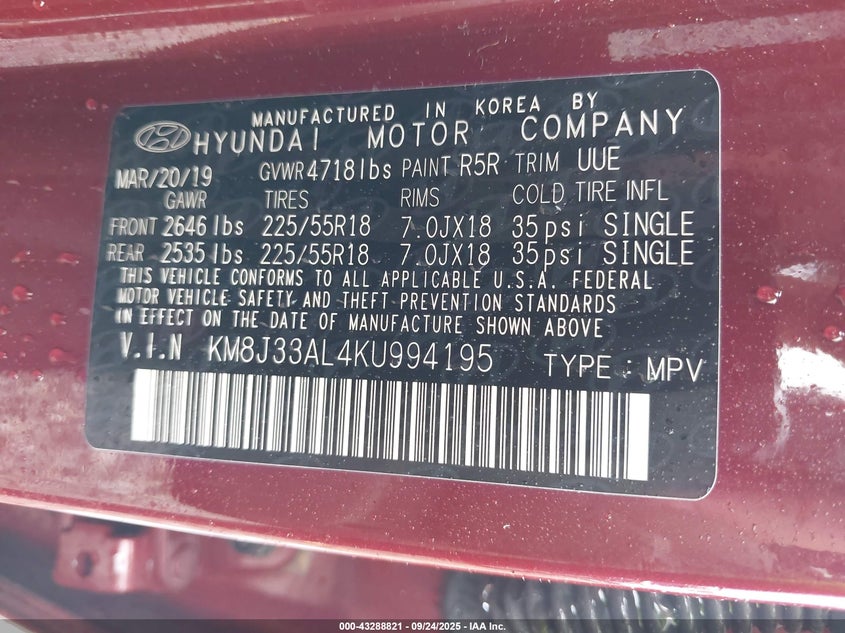 MANUFACTURED IN KOREA BY
HYUNDAI MOTOR COMPANY
MAR/20/19 GVWR 4718lbs PAINT R5R TRIM UUE
GAWR TIRES RIMS COLD TIRE INFL
FRONT 2646lbs 225/55R18 7.0JX18 35psi SINGLE
REAR 2535lbs 225/55R18 7.0JX18 35psi SINGLE
THIS VEHICLE CONFORMS TO ALL APPLICABLE U.S.A. FEDERAL
MOTOR VEHICLE SAFETY AND THEFT PREVENTION STANDARDS
IN EFFECT ON THE DATE OF MANUFACTURE SHOWN ABOVE
V.I.N KM8J33AL4KU994195 TYPE : MPV
000-43288821 - 09/24/2025 - IAA Inc.